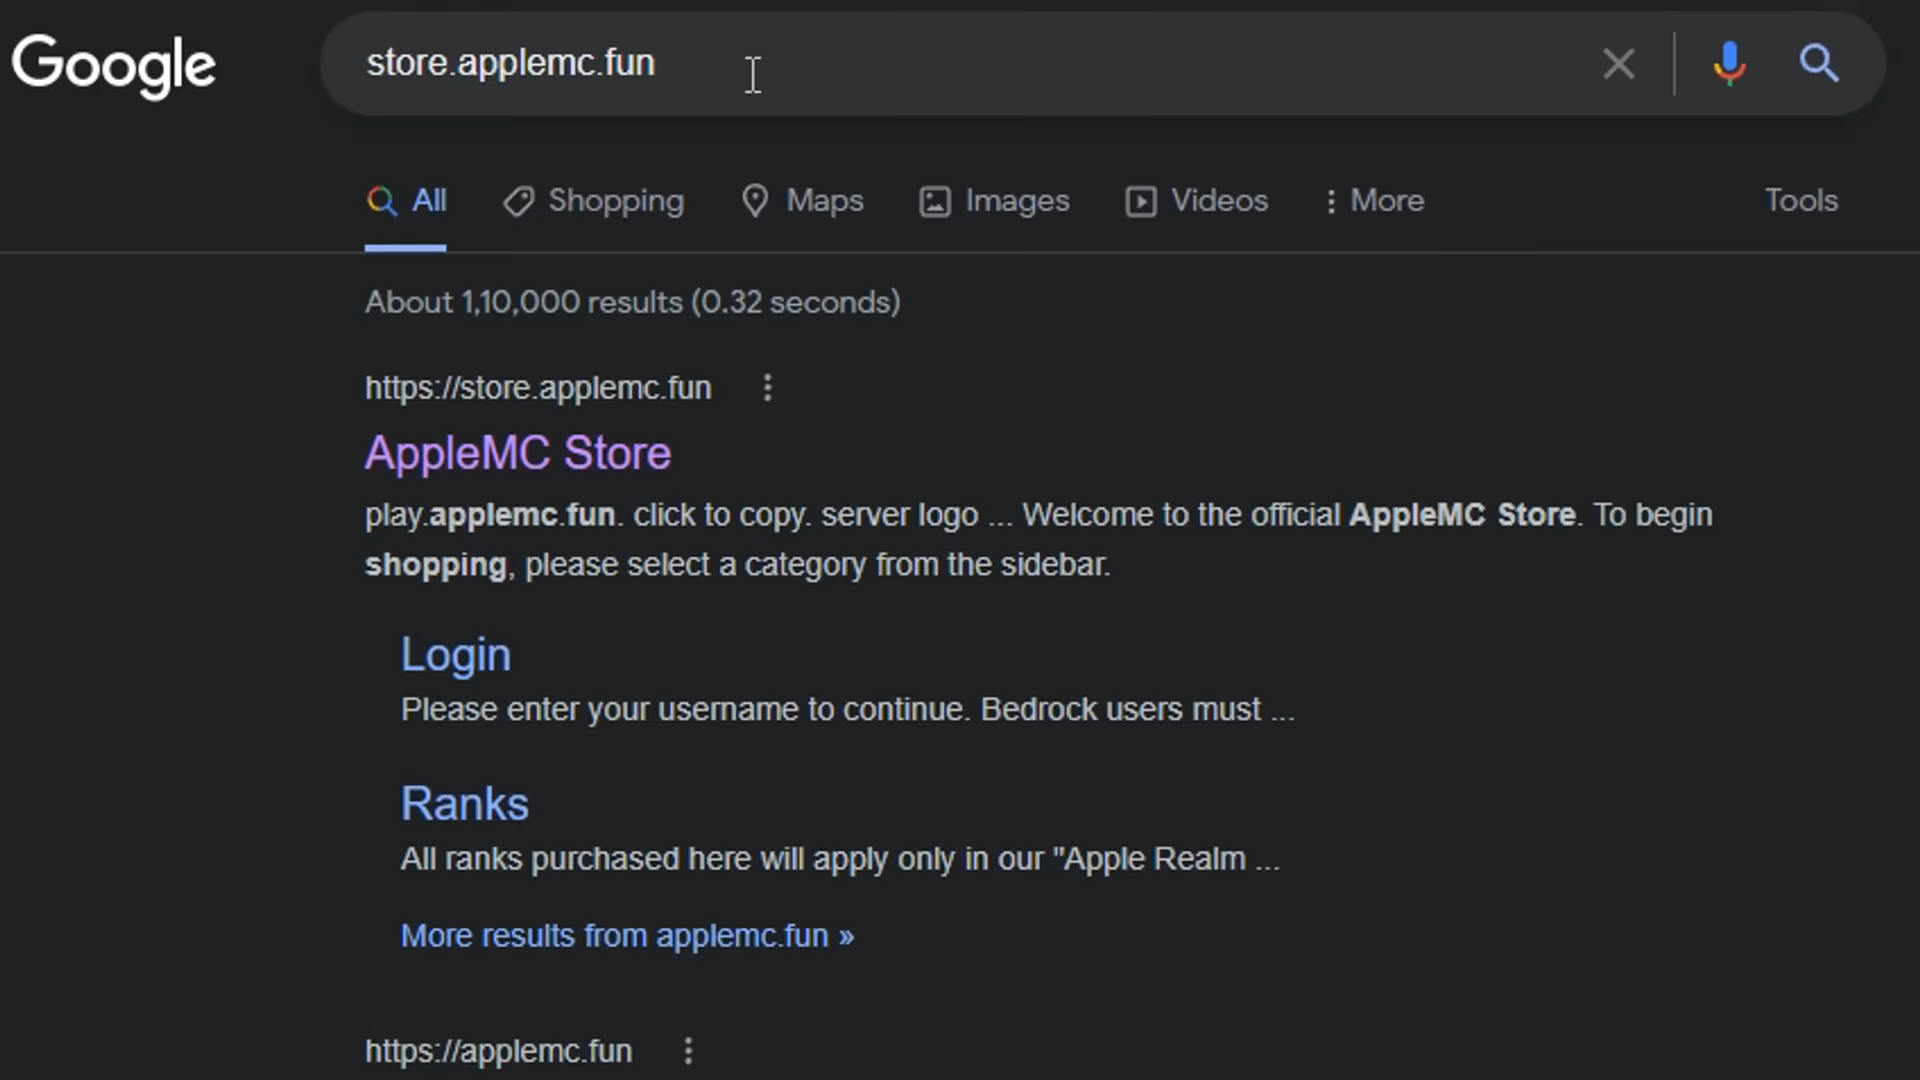 Google
store.applemc.fun
All Shopping Maps Images Videos More Tools
About 1,10,000 results (0.32 seconds)
https://store.applemc.fun
AppleMC Store
play.applemc.fun. click to copy. server logo ... Welcome to the official AppleMC Store. To begin
shopping, please select a category from the sidebar.
Login
Please enter your username to continue. Bedrock users must ...
Ranks
All ranks purchased here will apply only in our "Apple Realm ...
More results from applemc.fun »
https://applemc.fun